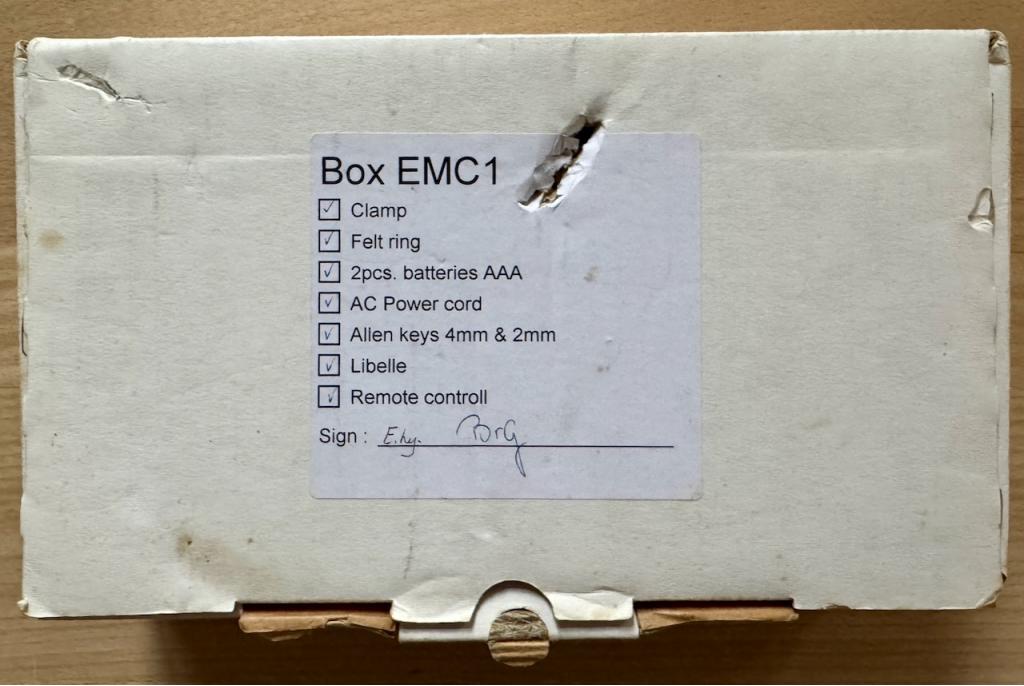 Box EMC1
☑ Clamp
☑ Felt ring
☑ 2pcs. batteries AAA
☑ AC Power cord
☑ Allen keys 4mm & 2mm
☑ Libelle
☑ Remote controll
Sign :